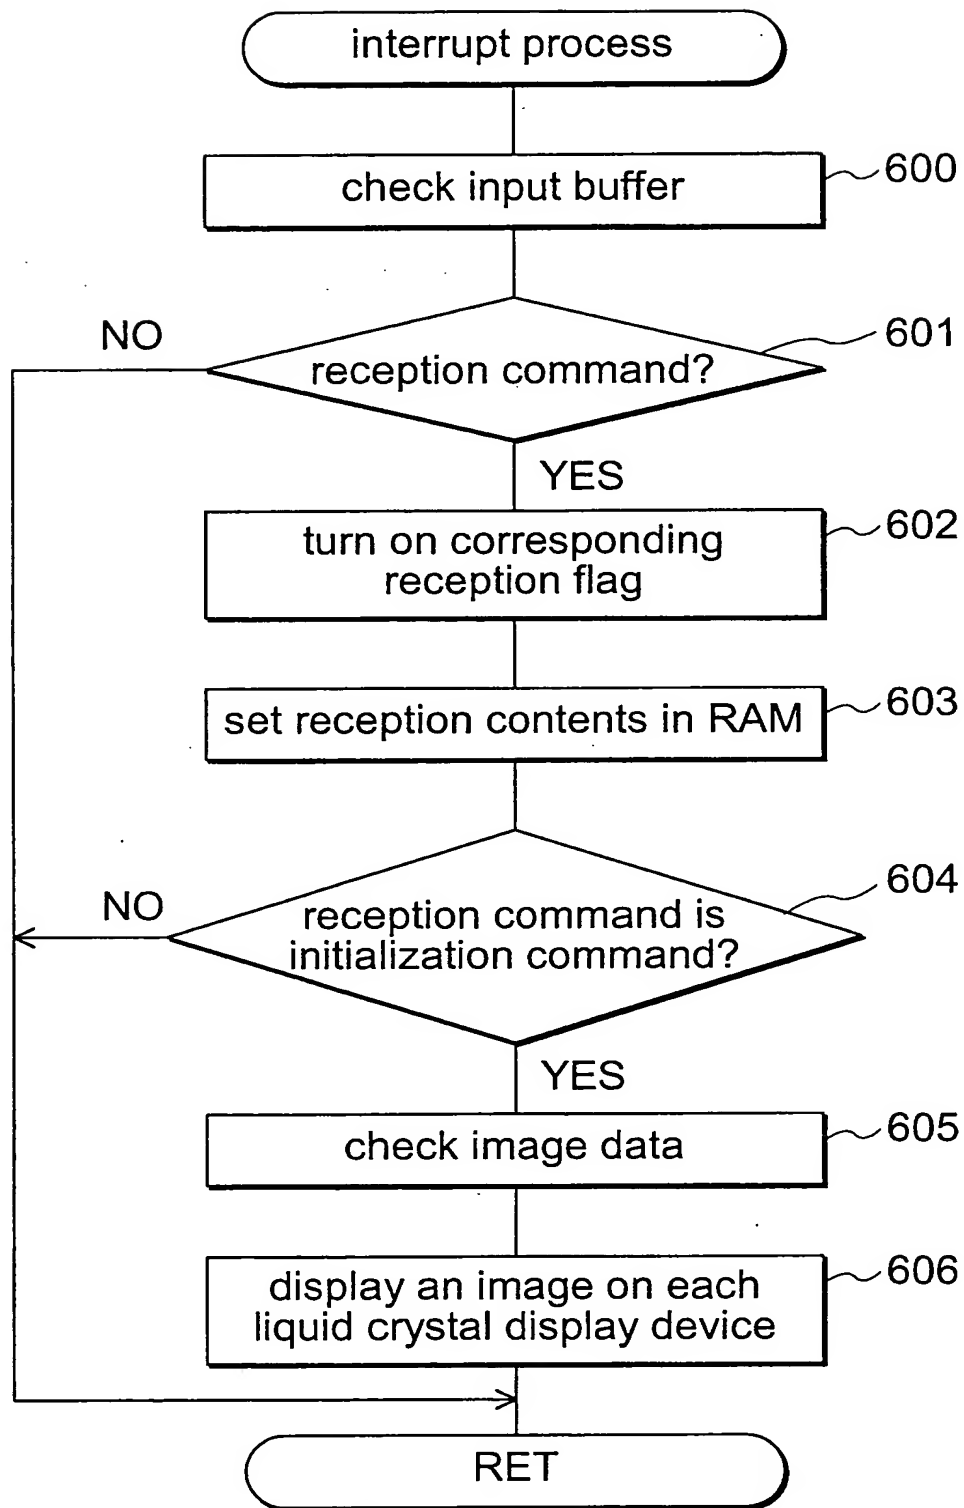 interrupt process
check input buffer
600
NO
reception command?
601
YES
turn on corresponding
reception flag
602
set reception contents in RAM
603
NO
reception command is
initialization command?
604
YES
check image data
605
display an image on each
liquid crystal display device
606
RET